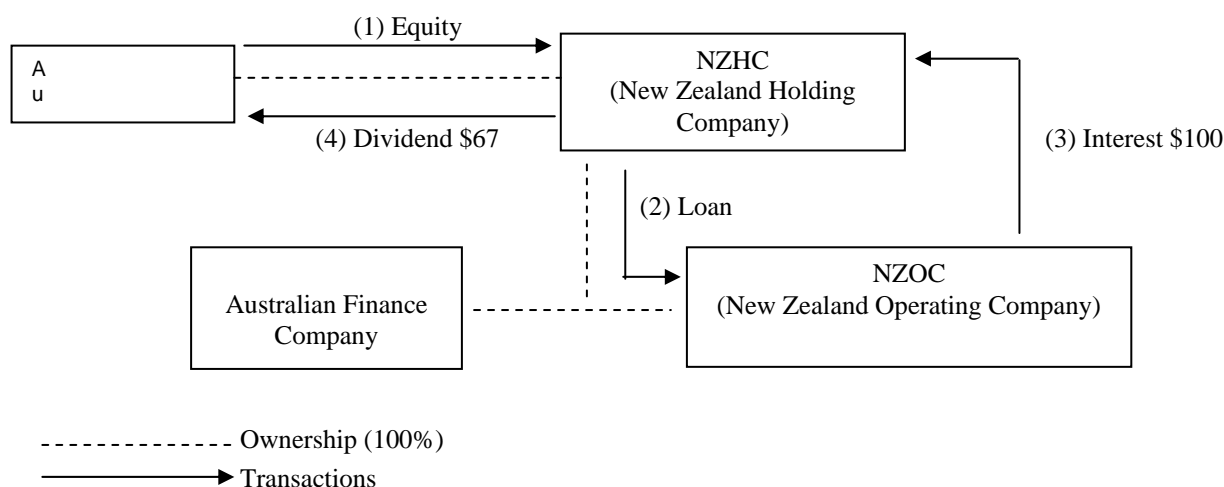 (1) Equity
A
u
NZHC
(New Zealand Holding
Company)
(4) Dividend $67
(3) Interest $100
(2) Loan
Australian Finance
Company
NZOC
(New Zealand Operating Company)
Ownership (100%)
Transactions